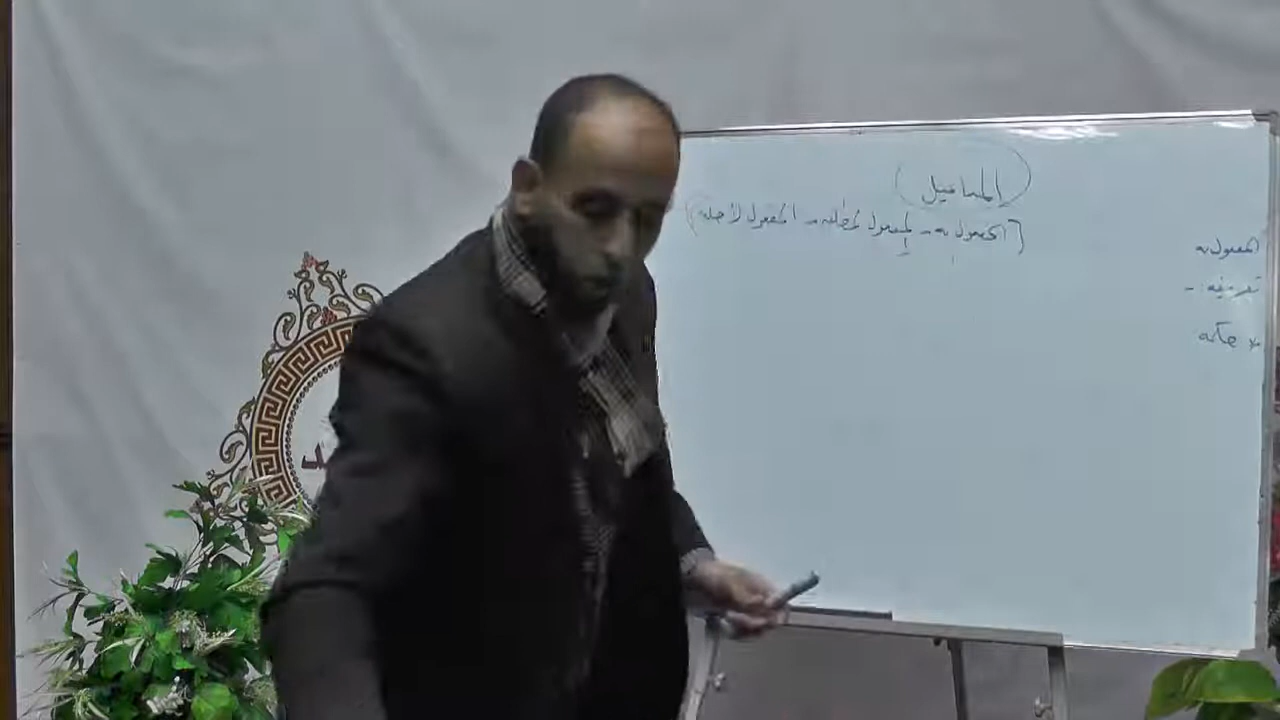 (المفاعيل)
[المفعول به - المفعول المطلق - المفعول لأجله]
المفعول به
تعريفه: -
* حكمه